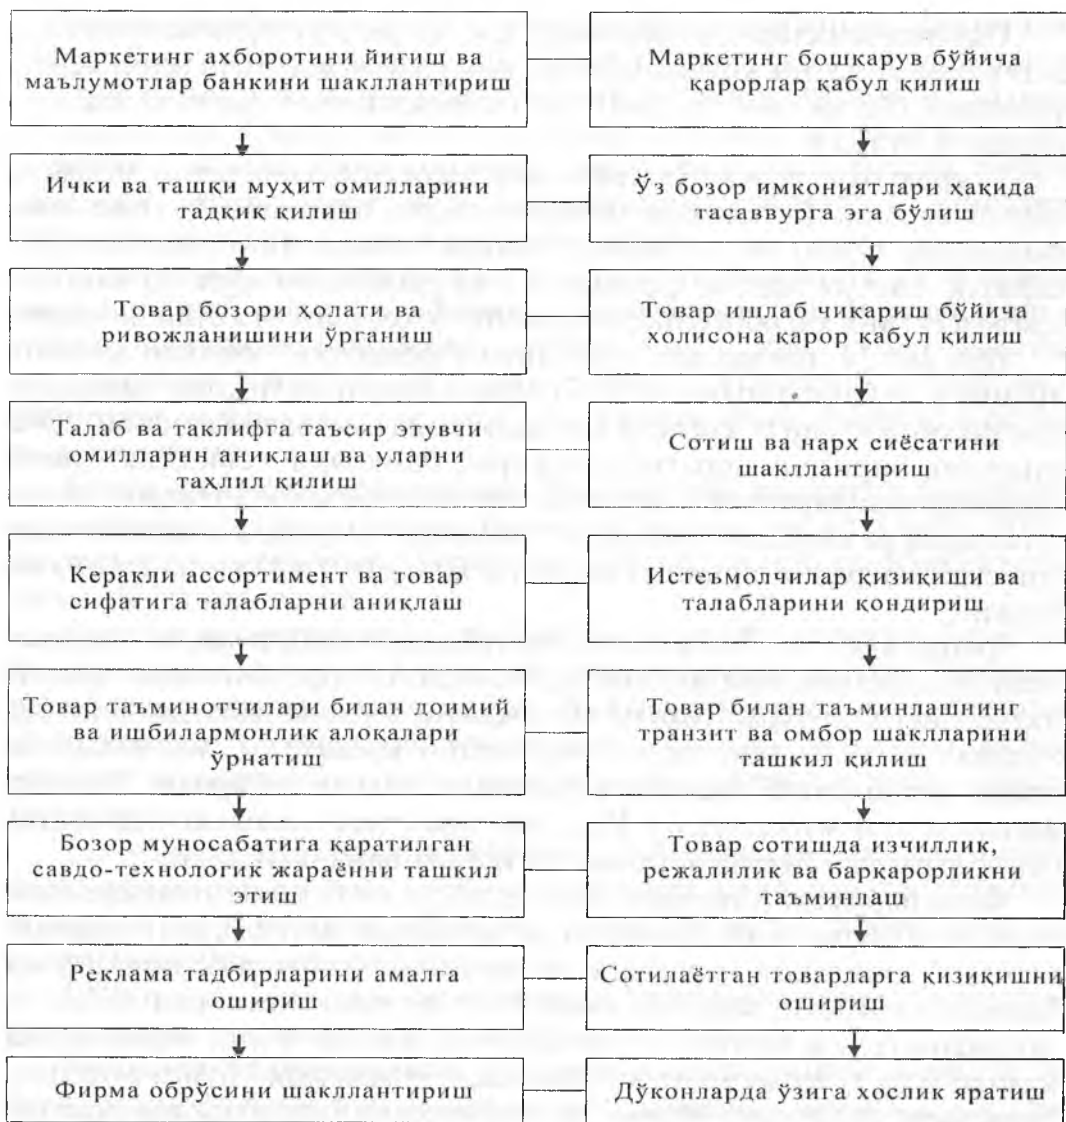 Маркетинг ахборотини йиғиш ва
маълумотлар банкини шакллантириш
Маркетинг бошкарув бўйича
қарорлар қабул қилиш
Ички ва ташқи муҳит омилларини
тадқиқ қилиш
Ўз бозор имкониятлари ҳақида
тасаввурга эга бўлиш
Товар бозори ҳолати ва
ривожланишини ўрганиш
Товар ишлаб чикариш бўйича
холисона қарор қабул қилиш
Талаб ва таклифга таъсир этувчи
омилларни аниқлаш ва уларни
таҳлил қилиш
Сотиш ва нарх сиёсатини
шакллантириш
Керакли ассортимент ва товар
сифатига талабларни аниқлаш
Истеъмолчилар қизиқиши ва
талабларини қондириш
Товар таъминотчилари билан доимий
ва ишбилармонлик алоқалари
ўрнатиш
Товар билан таъминлашнинг
транзит ва омбор шаклларини
ташкил қилиш
Бозор муносабатига қаратилган
савдо-технологик жараённи ташкил
этиш
Товар сотишда изчиллик,
режалилик ва барқарорликни
таъминлаш
Реклама тадбирларини амалга
ошириш
Сотилаётган товарларга қизиқишни
ошириш
Фирма обрўсини шакллантириш
Дўконларда ўзига хослик яратиш